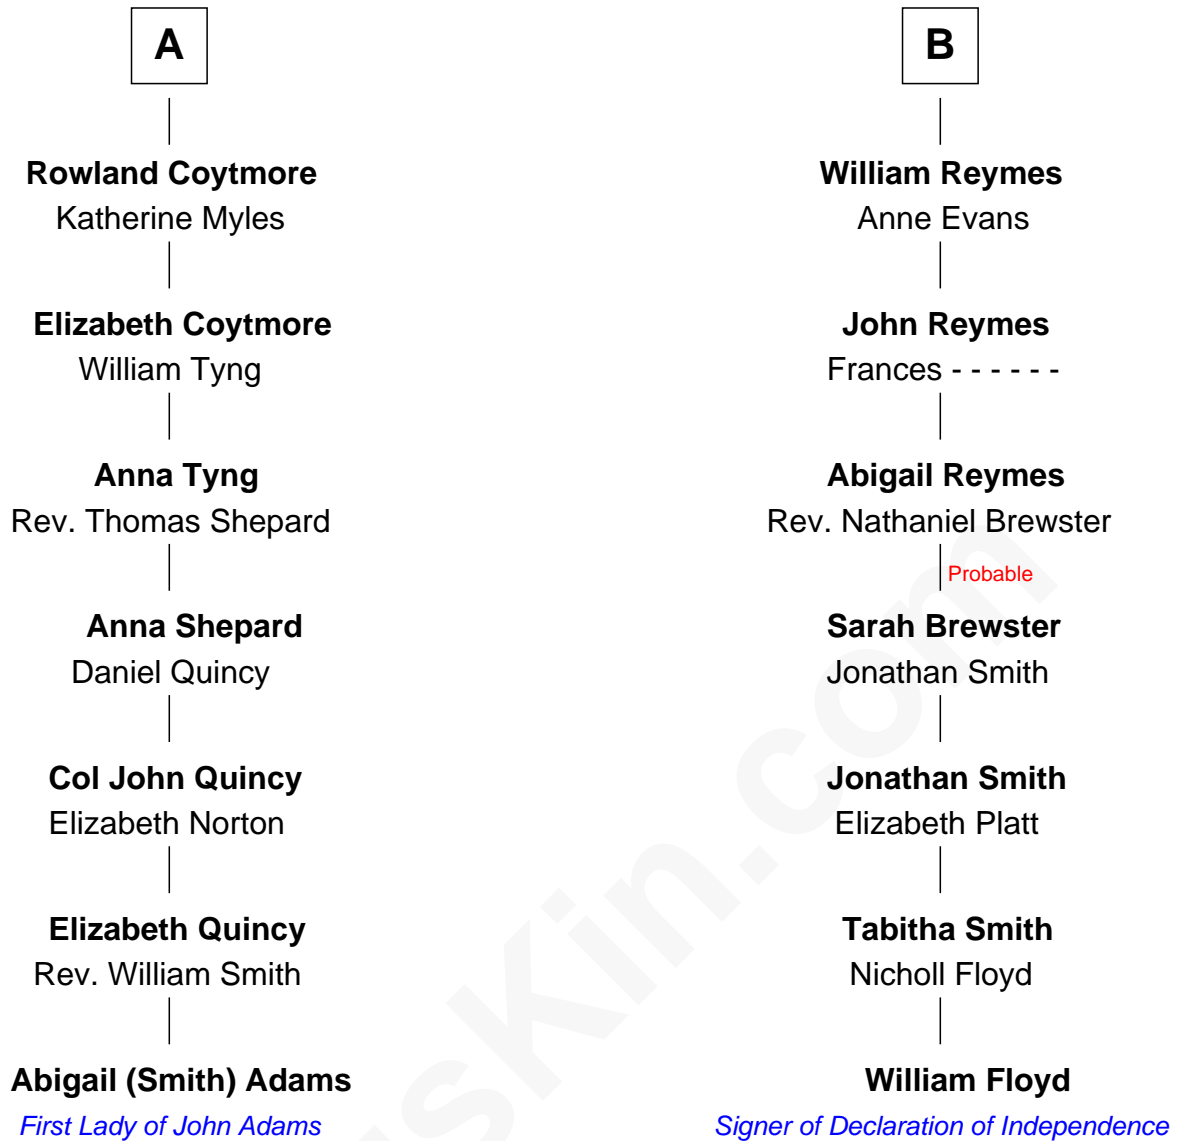 A
Rowland Coytmore
Katherine Myles
Elizabeth Coytmore
William Tyng
Anna Tyng
Rev. Thomas Shepard
Anna Shepard
Daniel Quincy
Col John Quincy
Elizabeth Norton
Elizabeth Quincy
Rev. William Smith
Abigail (Smith) Adams
First Lady of John Adams
B
William Reymes
Anne Evans
John Reymes
Frances - - - - - -
Abigail Reymes
Rev. Nathaniel Brewster
Probable
Sarah Brewster
Jonathan Smith
Jonathan Smith
Elizabeth Platt
Tabitha Smith
Nicholl Floyd
William Floyd
Signer of Declaration of Independence
sKin.com